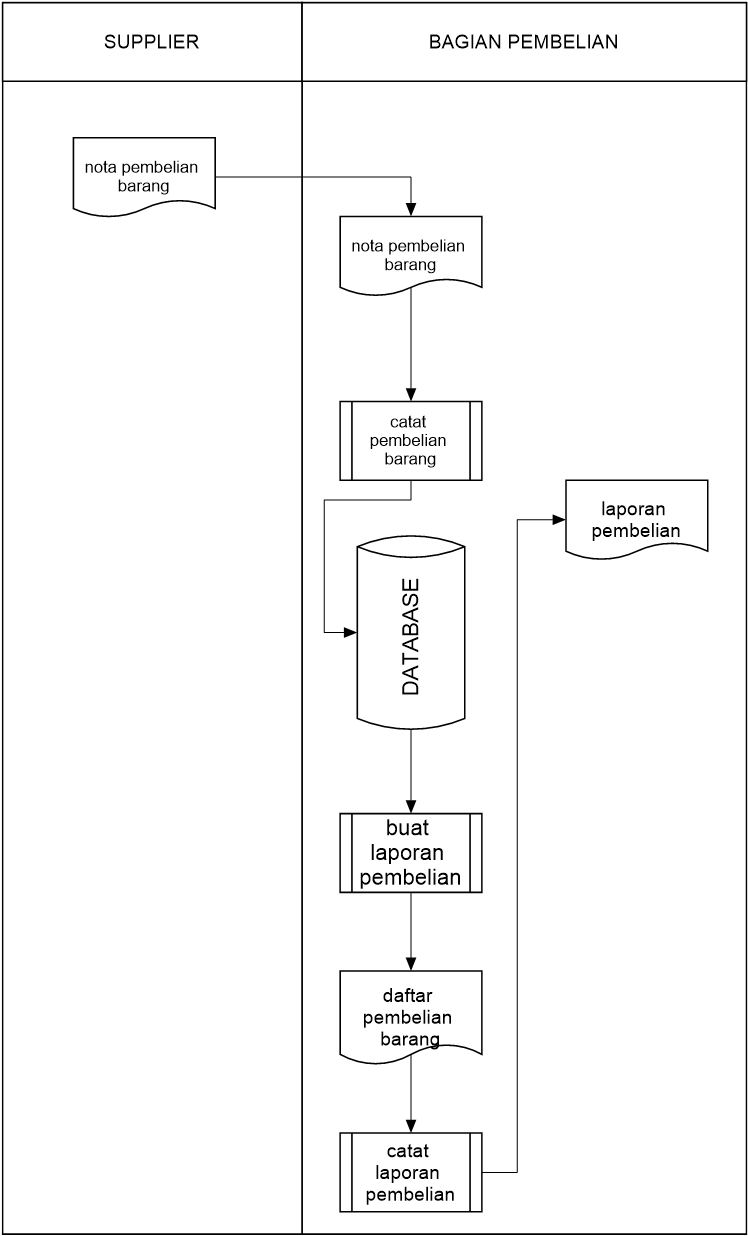 SUPPLIER
BAGIAN PEMBELIAN
nota pembelian
barang
nota pembelian
barang
catat
pembelian
barang
laporan
pembelian
DATABASE
buat
laporan
pembelian
daftar
pembelian
barang
catat
laporan
pembelian